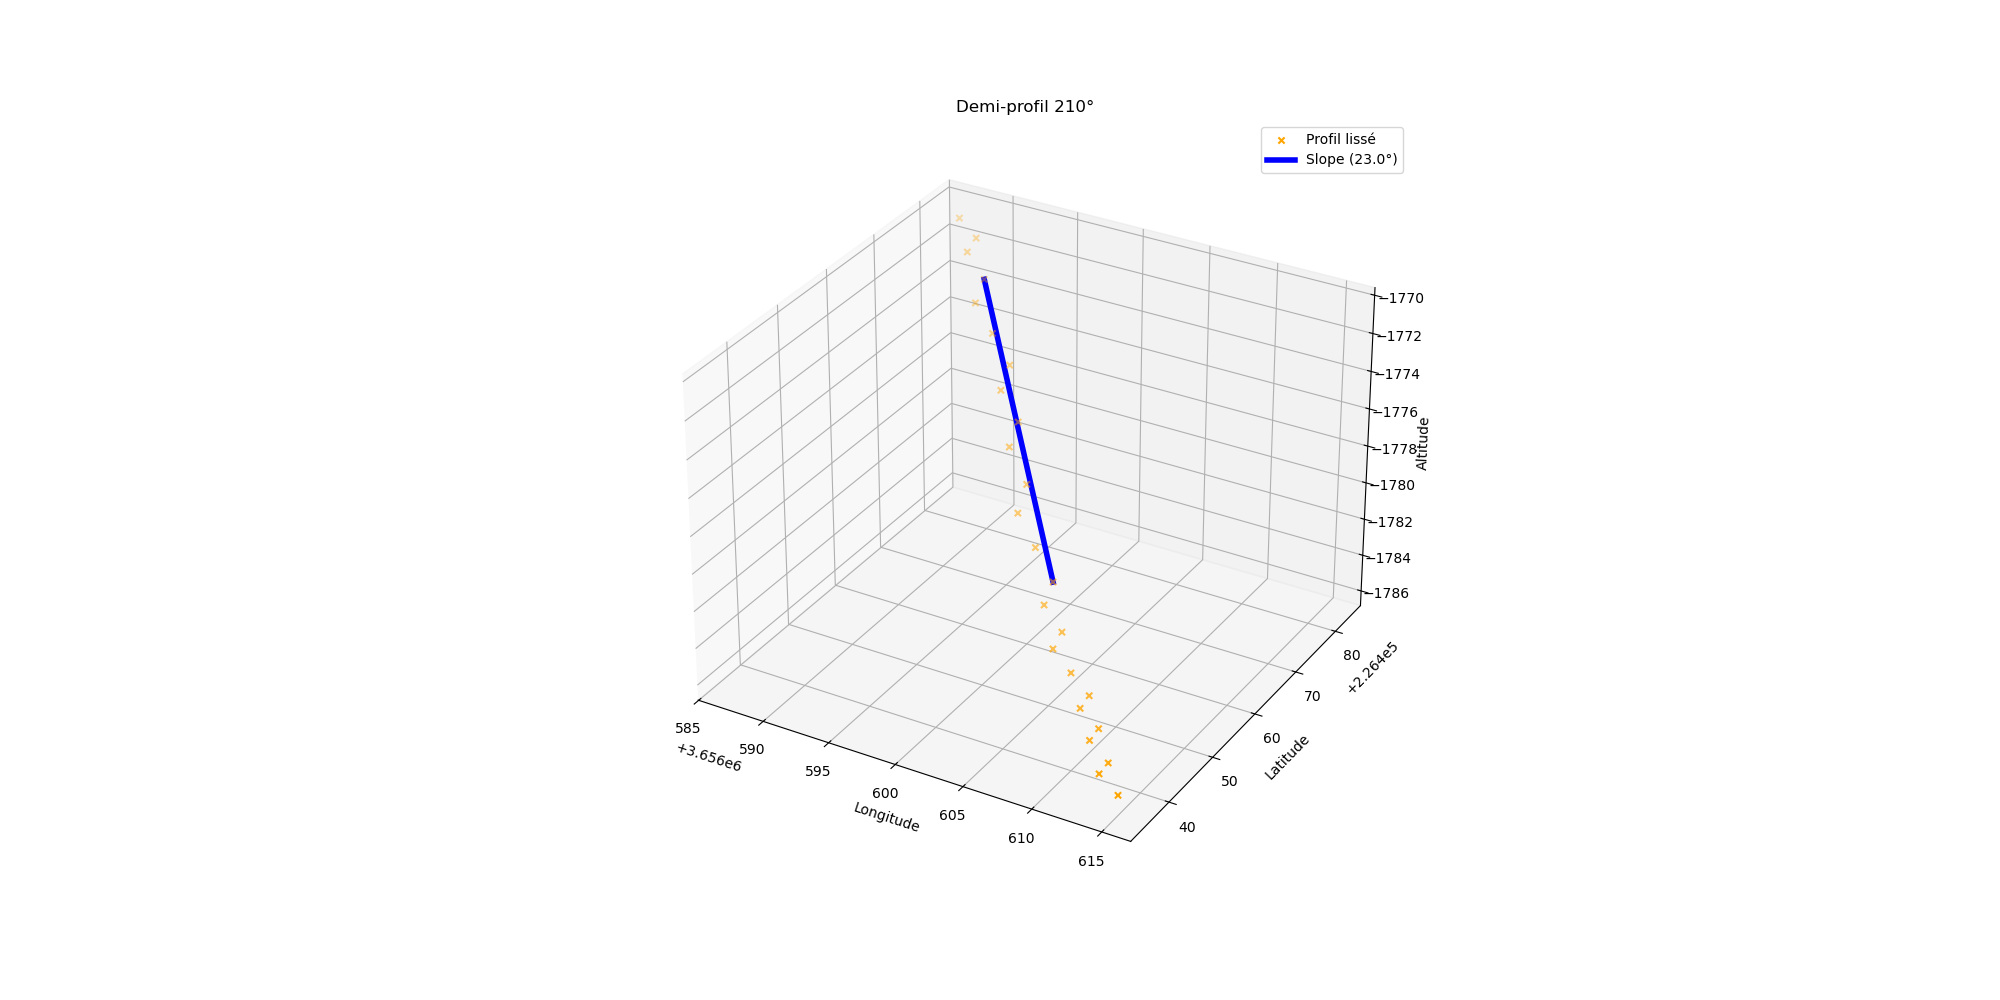 Demi-profil 210°
Profil lissé
Slope (23.0°)
−1770
−1772
−1774
−1776
−1778
−1780
−1782
−1784
−1786
Altitude
80
70
60
50
40
+2.264e5
Latitude
585
590
595
600
605
610
615
+3.656e6
Longitude